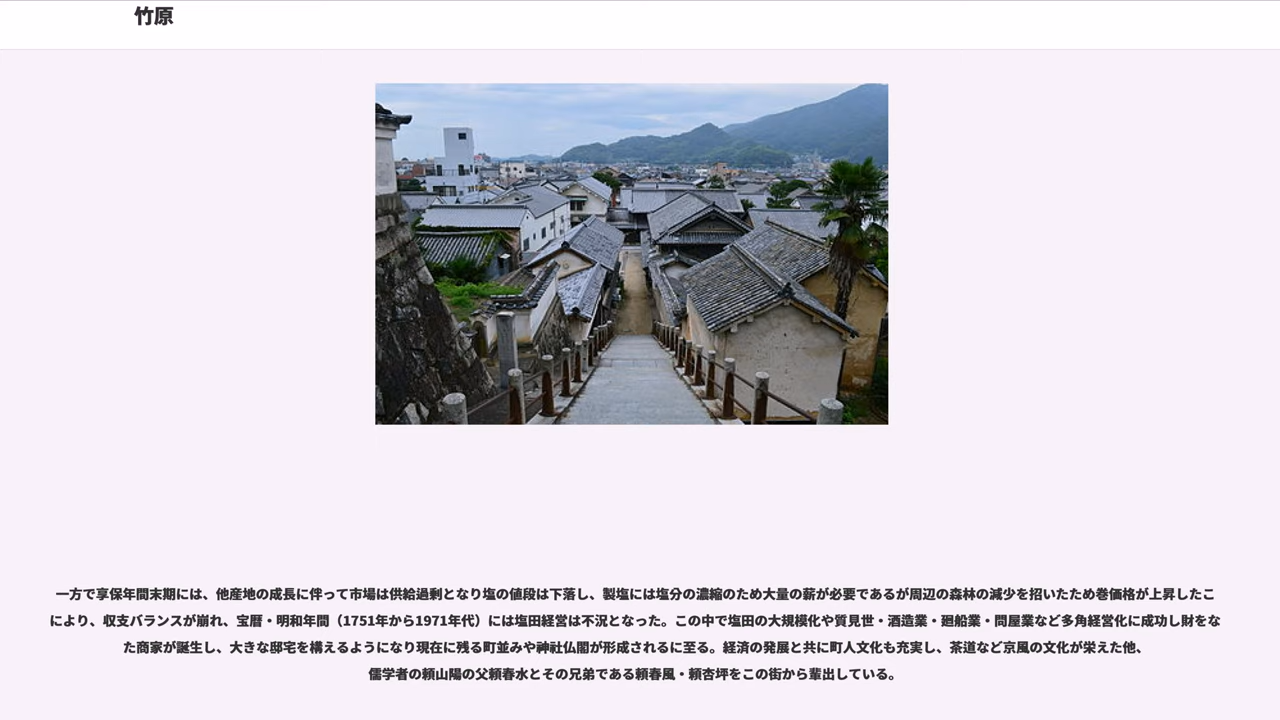 竹原
一方で享保年間末期には、他産地の成長に伴って市場は供給過剰となり塩の値段は下落し、製塩には塩分の濃縮のため大量の薪が必要であるが周辺の森林の減少を招いたため巻価格が上昇したこ
により、収支バランスが崩れ、宝暦・明和年間（1751年から1971年代）には塩田経営は不況となった。この中で塩田の大規模化や質見世・酒造業・廻船業・問屋業など多角経営化に成功し財をな
た商家が誕生し、大きな邸宅を構えるようになり現在に残る町並みや神社仏閣が形成されるに至る。経済の発展と共に町人文化も充実し、茶道など京風の文化が栄えた他、
儒学者の頼山陽の父頼春水とその兄弟である頼春風・頼杏坪をこの街から輩出している。